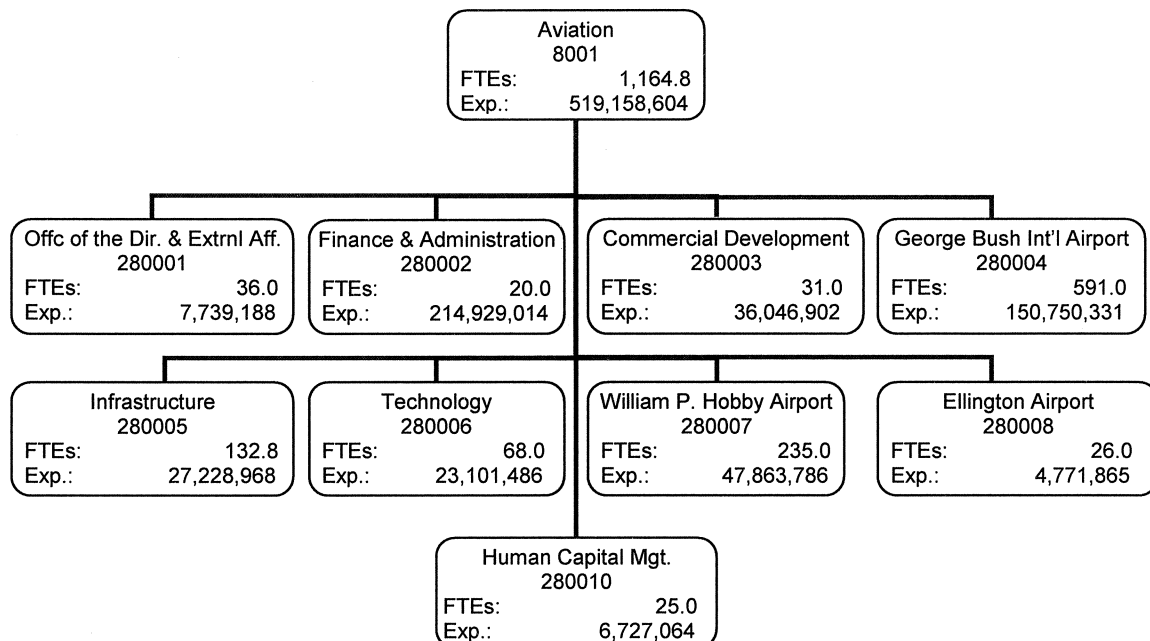 Aviation
8001
FTEs: 1,164.8
Exp.: 519,158,604
Offc of the Dir. & Extrnl Aff.
280001
FTEs: 36.0
Exp.: 7,739,188
Finance & Administration
280002
FTEs: 20.0
Exp.: 214,929,014
Commercial Development
280003
FTEs: 31.0
Exp.: 36,046,902
George Bush Int'l Airport
280004
FTEs: 591.0
Exp.: 150,750,331
Infrastructure
280005
FTEs: 132.8
Exp.: 27,228,968
Technology
280006
FTEs: 68.0
Exp.: 23,101,486
William P. Hobby Airport
280007
FTEs: 235.0
Exp.: 47,863,786
Ellington Airport
280008
FTEs: 26.0
Exp.: 4,771,865
Human Capital Mgt.
280010
FTEs: 25.0
Exp.: 6,727,064